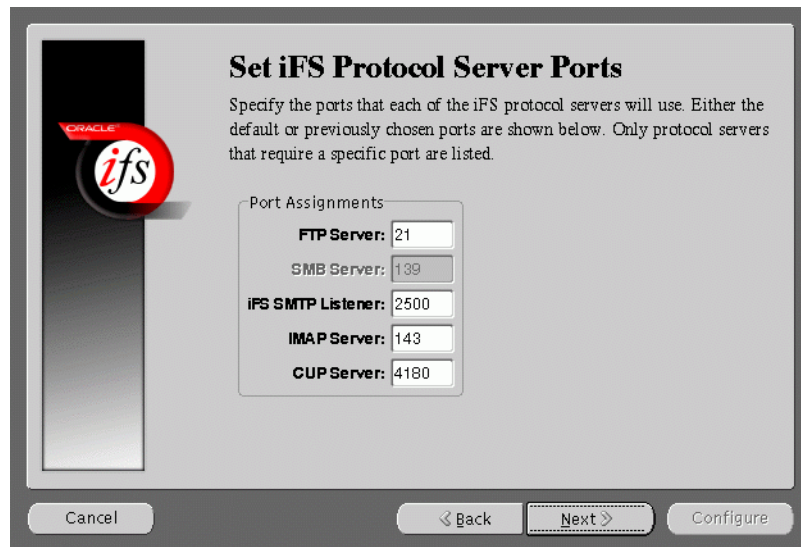 Set iFS Protocol Server Ports
Specify the ports that each of the iFS protocol servers will use. Either the
default or previously chosen ports are shown below. Only protocol servers
that require a specific port are listed.
ORACLE
ifs
Port Assignments
FTP Server: 21
SMB Server: 139
iFS SMTP Listener: 2500
IMAP Server: 143
CUP Server: 4180
Cancel
Back
Next
Configure